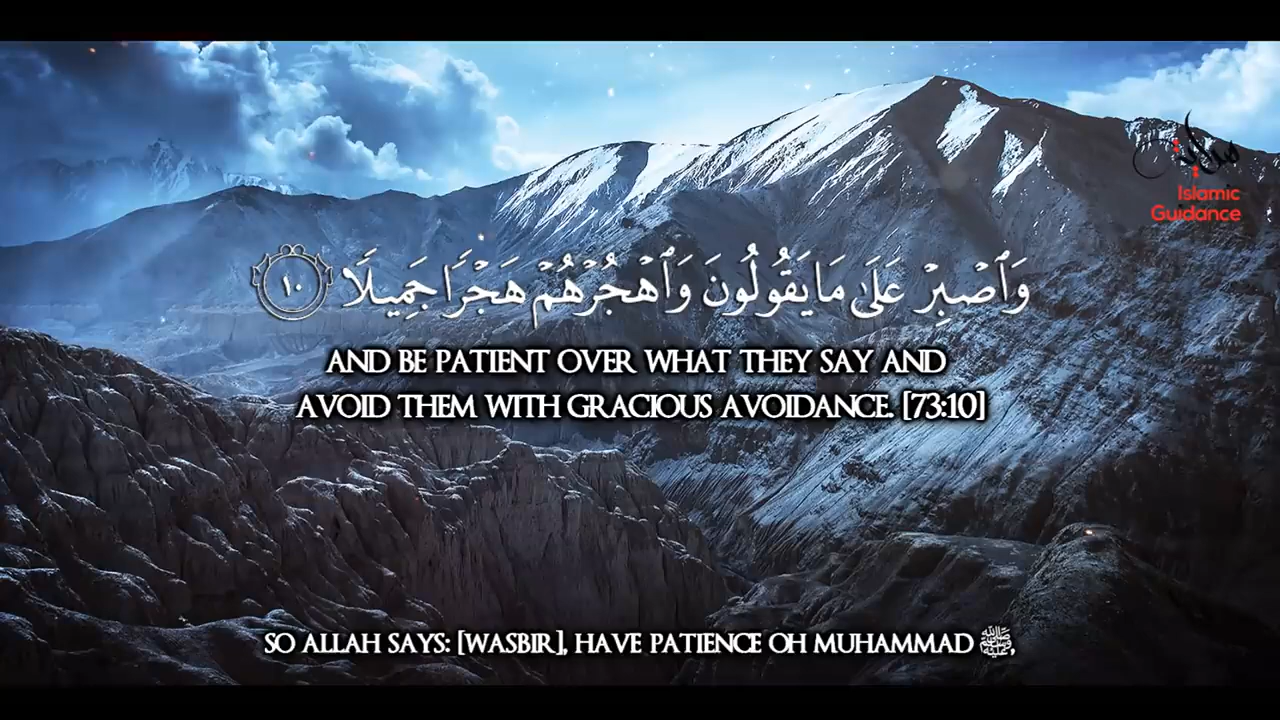 هداية
Islamic
Guidance
وَٱصۡبِرۡ عَلَىٰ مَا يَقُولُونَ وَٱهۡجُرۡهُمۡ هَجۡرٗا جَمِيلٗا ١٠
AND BE PATIENT OVER WHAT THEY SAY AND
AVOID THEM WITH GRACIOUS AVOIDANCE. [73:10]
SO ALLAH SAYS: [WASBIR], HAVE PATIENCE OH MUHAMMAD ﷺ,